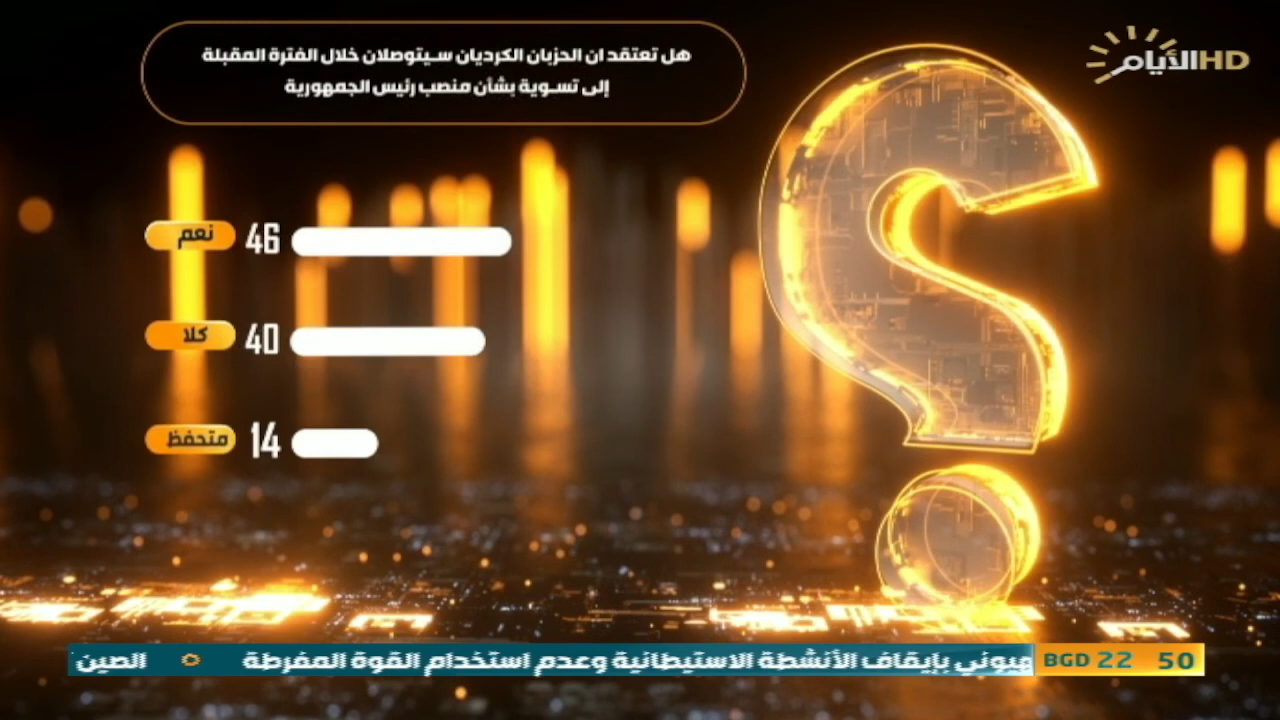 الأيام HD
هل تعتقد ان الحزبان الكرديان سيتوصلان خلال الفترة المقبلة
إلى تسوية بشأن منصب رئيس الجمهورية
نعم 46
كلا 40
متحفظ 14
BGD 22 50
بإيقاف الأنشطة الاستيطانية وعدم استخدام القوة المفرطة
الصين